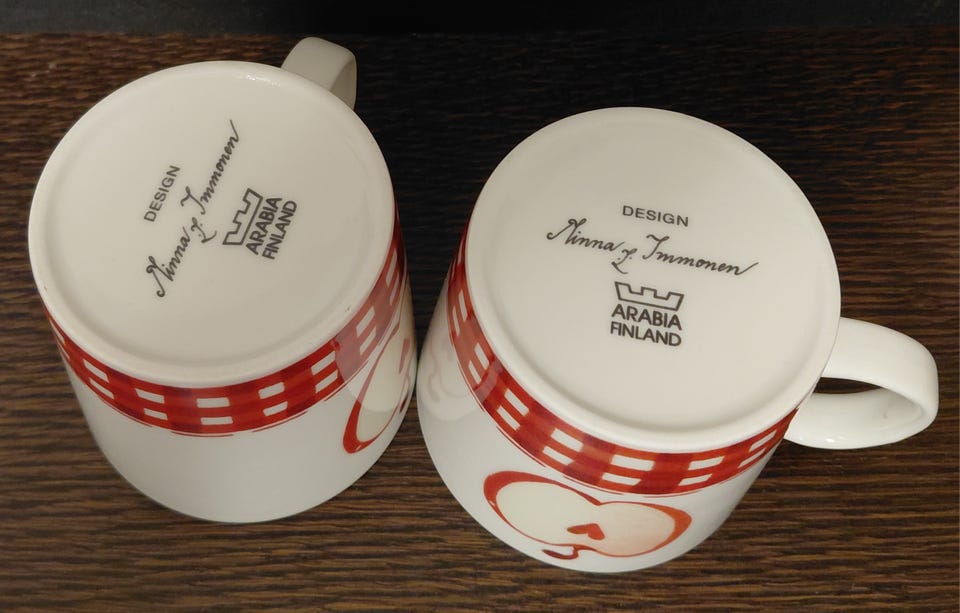 DESIGN
Minna L. Immonen
ARABIA
FINLAND
DESIGN
Minna L. Immonen
ARABIA
FINLAND